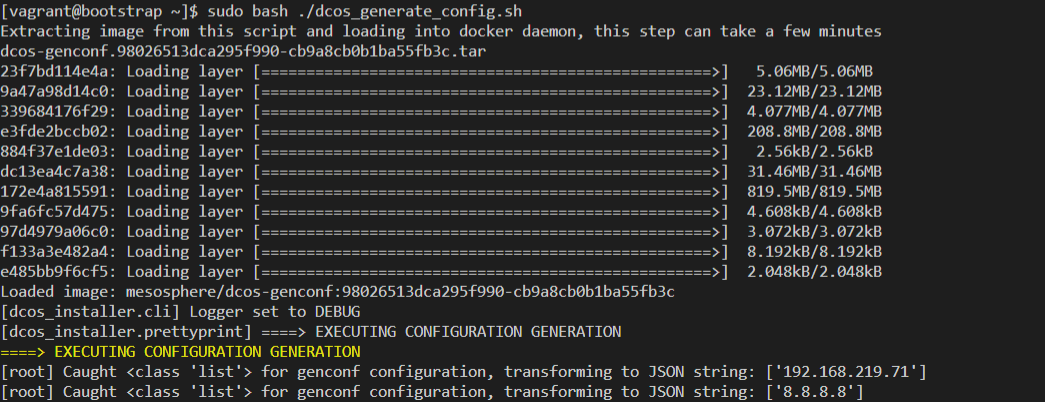 [vagrant@bootstrap ~]$ sudo bash ./dcos_generate_config.sh
Extracting image from this script and loading into docker daemon, this step can take a few minutes
dcos-genconf.98026513dca295f990-cb9a8cb0b1ba55fb3c.tar
23f7bd114e4a: Loading layer [==================================================>]   5.06MB/5.06MB
9a47a98d14c0: Loading layer [==================================================>]  23.12MB/23.12MB
339684176f29: Loading layer [==================================================>]  4.077MB/4.077MB
e3fde2bccb02: Loading layer [==================================================>]  208.8MB/208.8MB
884f37e1de03: Loading layer [==================================================>]   2.56kB/2.56kB
dc13ea4c7a38: Loading layer [==================================================>]  31.46MB/31.46MB
172e4a815591: Loading layer [==================================================>]  819.5MB/819.5MB
9fa6fc57d475: Loading layer [==================================================>]  4.608kB/4.608kB
97d4979a06c0: Loading layer [==================================================>]  3.072kB/3.072kB
f133a3e482a4: Loading layer [==================================================>]  8.192kB/8.192kB
e485bb9f6cf5: Loading layer [==================================================>]  2.048kB/2.048kB
Loaded image: mesosphere/dcos-genconf:98026513dca295f990-cb9a8cb0b1ba55fb3c
[dcos_installer.cli] Logger set to DEBUG
[dcos_installer.prettyprint] ====> EXECUTING CONFIGURATION GENERATION
====> EXECUTING CONFIGURATION GENERATION
[root] Caught <class 'list'> for genconf configuration, transforming to JSON string: ['192.168.219.71']
[root] Caught <class 'list'> for genconf configuration, transforming to JSON string: ['8.8.8.8']